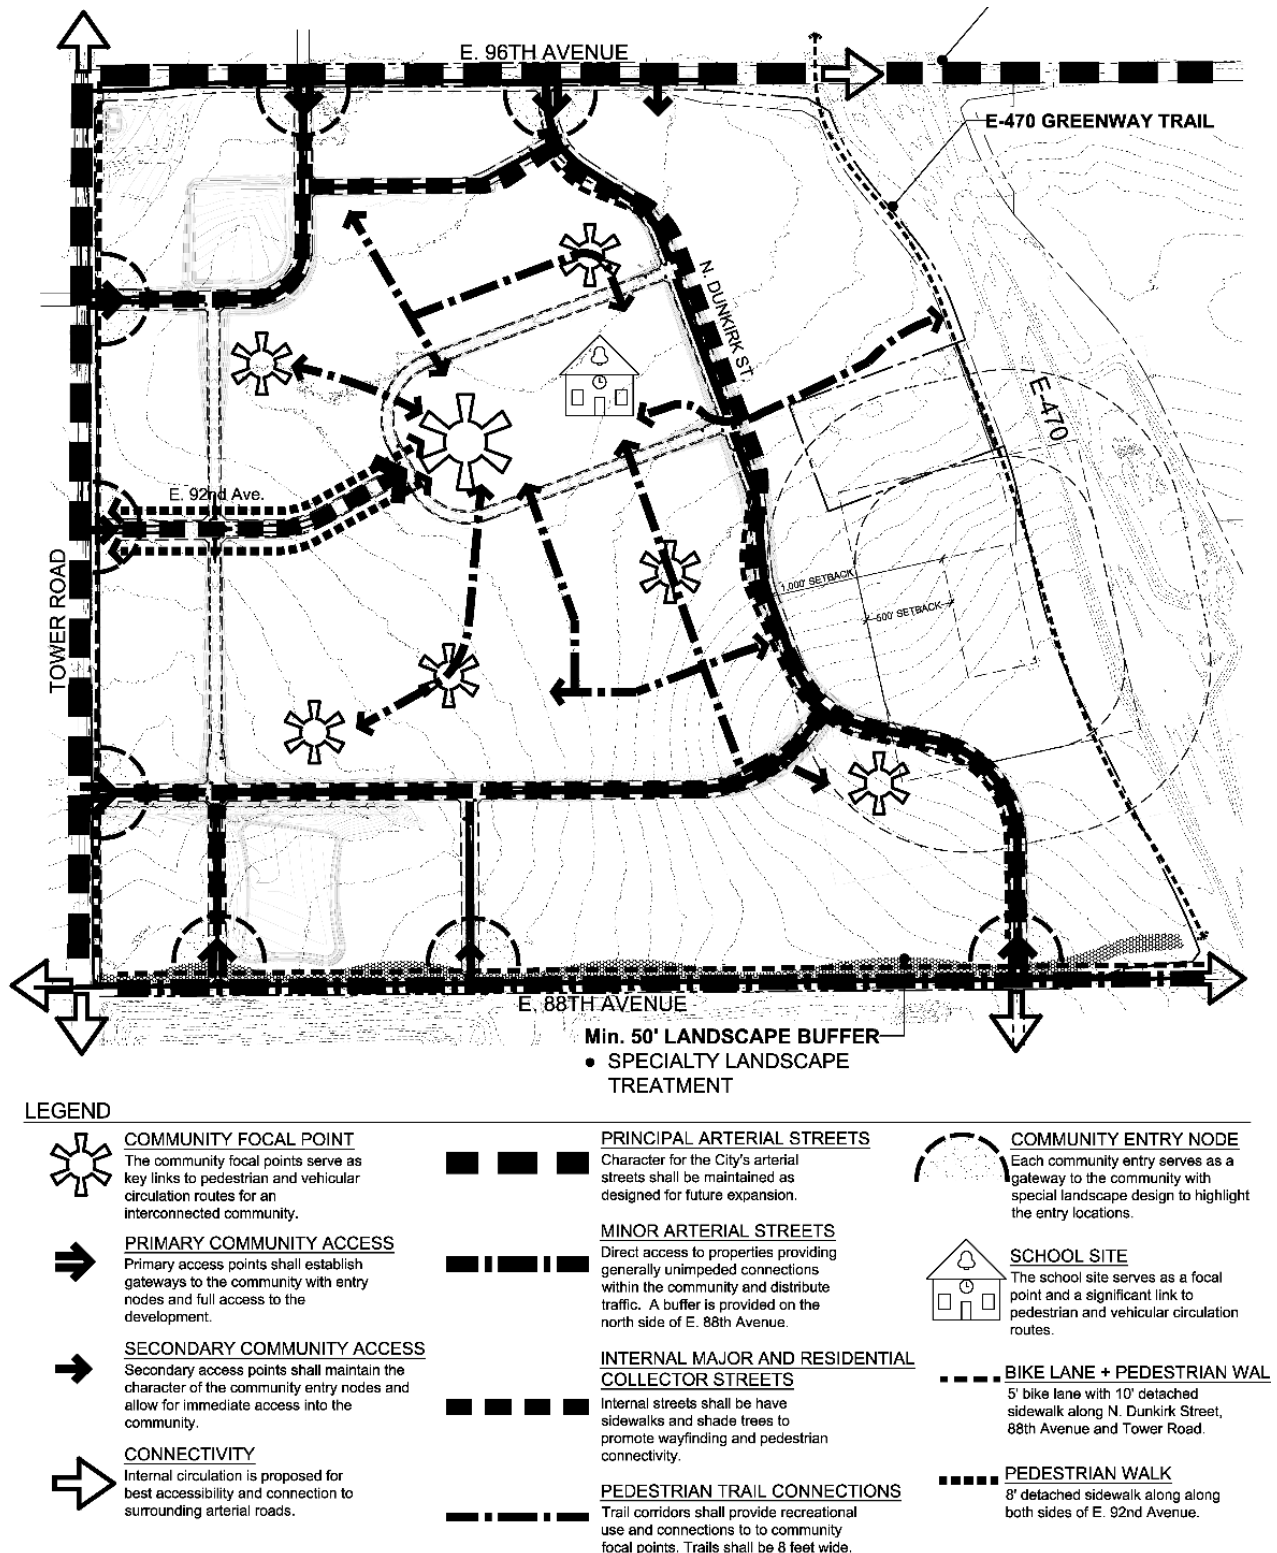 E. 96TH AVENUE
E-470 GREENWAY TRAIL
N. DUNKIRK ST.
E-470
E. 92nd Ave.
1,000' SETBACK
500' SETBACK
TOWER ROAD
E. 88TH AVENUE
Min. 50' LANDSCAPE BUFFER
• SPECIALTY LANDSCAPE
TREATMENT
LEGEND
COMMUNITY FOCAL POINT
The community focal points serve as
key links to pedestrian and vehicular
circulation routes for an
interconnected community.
PRIMARY COMMUNITY ACCESS
Primary access points shall establish
gateways to the community with entry
nodes and full access to the
development.
SECONDARY COMMUNITY ACCESS
Secondary access points shall maintain the
character of the community entry nodes and
allow for immediate access into the
community.
CONNECTIVITY
Internal circulation is proposed for
best accessibility and connection to
surrounding arterial roads.
PRINCIPAL ARTERIAL STREETS
Character for the City's arterial
streets shall be maintained as
designed for future expansion.
MINOR ARTERIAL STREETS
Direct access to properties providing
generally unimpeded connections
within the community and distribute
traffic. A buffer is provided on the
north side of E. 88th Avenue.
INTERNAL MAJOR AND RESIDENTIAL
COLLECTOR STREETS
Internal streets shall be have
sidewalks and shade trees to
promote wayfinding and pedestrian
connectivity.
PEDESTRIAN TRAIL CONNECTIONS
Trail corridors shall provide recreational
use and connections to to community
focal points. Trails shall be 8 feet wide.
COMMUNITY ENTRY NODE
Each community entry serves as a
gateway to the community with
special landscape design to highlight
the entry locations.
SCHOOL SITE
The school site serves as a focal
point and a significant link to
pedestrian and vehicular circulation
routes.
BIKE LANE + PEDESTRIAN WAL
5' bike lane with 10' detached
sidewalk along N. Dunkirk Street,
88th Avenue and Tower Road.
PEDESTRIAN WALK
8' detached sidewalk along along
both sides of E. 92nd Avenue.